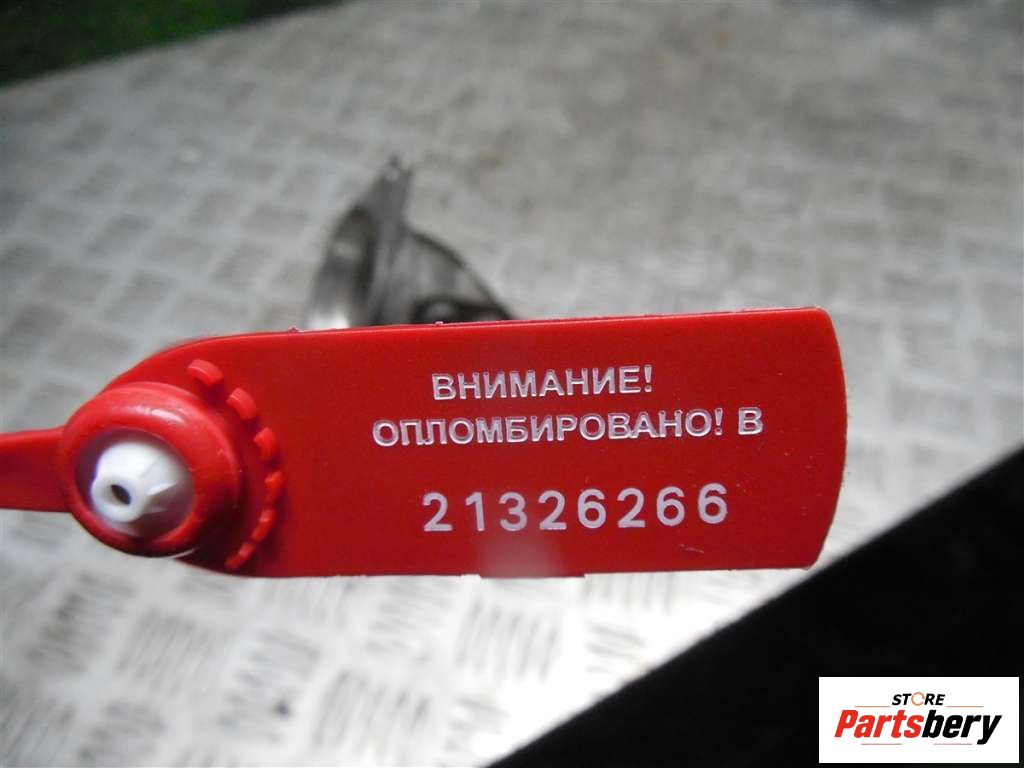 ВНИМАНИЕ!
ОПЛОМБИРОВАНО! В
21326266
STORE
Partsbery